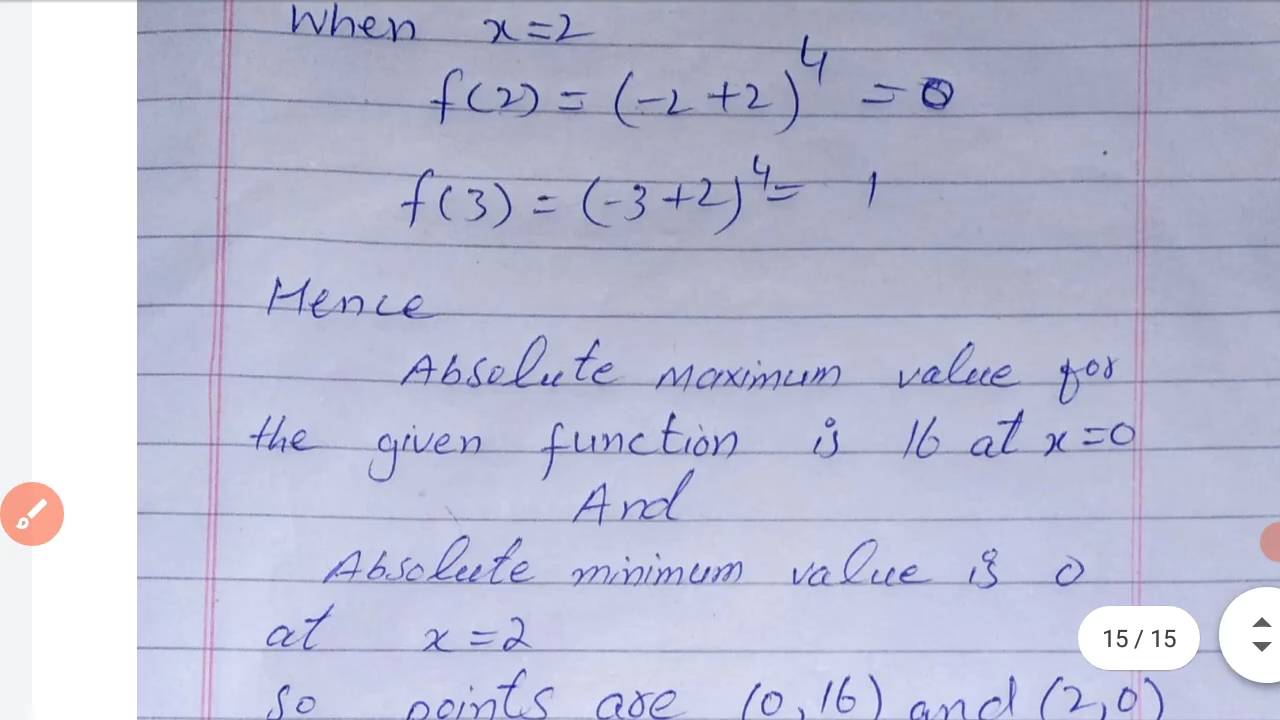 When x=2
f(2) = (-2+2)⁴ = 0
f(3) = (-3+2)⁴ = 1
Hence
Absolute maximum value for
the given function is 16 at x=0
And
Absolute minimum value is 0
at x=2
15 / 15
so points are (0,16) and (2,0)